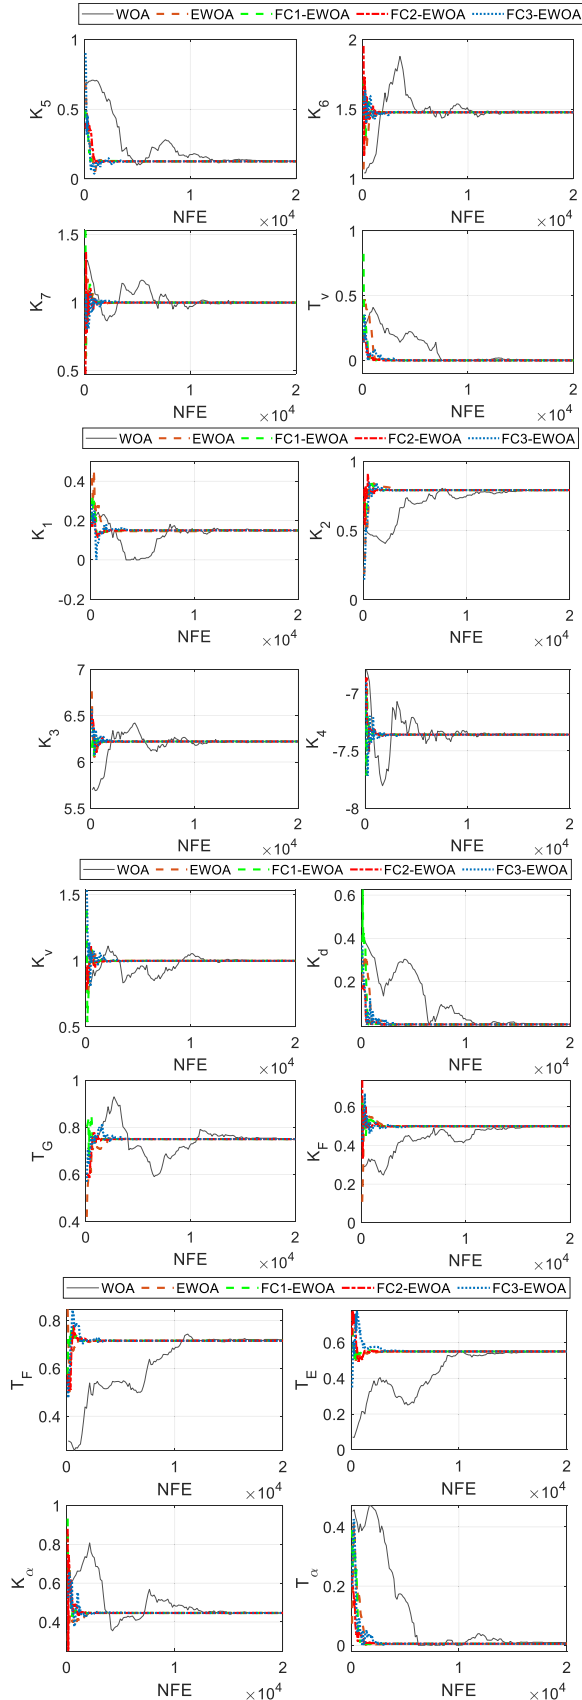 WOA EWOA FC1-EWOA FC2-EWOA FC3-EWOA
1 2
K5 0.5 K6 1.5
0 1
0 1 2 0 1 2
NFE ×10^4 NFE ×10^4
1.5 1
K7 1 Tv 0.5
0.5 0
0 1 2 0 1 2
NFE ×10^4 NFE ×10^4
WOA EWOA FC1-EWOA FC2-EWOA FC3-EWOA
0.4 1
K1 0.2 K2 0.5
0
-0.2 0
0 1 2 0 1 2
NFE ×10^4 NFE ×10^4
7
6.5 -7
K3 K4
6 -7.5
5.5 -8
0 1 2 0 1 2
NFE ×10^4 NFE ×10^4
WOA EWOA FC1-EWOA FC2-EWOA FC3-EWOA
1.5 0.6
Kv 1 Kd 0.4
0.2
0.5
0 1 2 0 1 2
NFE ×10^4 NFE ×10^4
1
0.8 0.6
TG KF 0.4
0.6 0.2
0.4 0
0 1 2 0 1 2
NFE ×10^4 NFE ×10^4
WOA EWOA FC1-EWOA FC2-EWOA FC3-EWOA
0.8 0.6
TF 0.6 TE 0.4
0.4 0.2
0
0 1 2 0 1 2
NFE ×10^4 NFE ×10^4
1
0.8 0.4
Kα 0.6 Tα 0.2
0.4 0
0 1 2 0 1 2
NFE ×10^4 NFE ×10^4